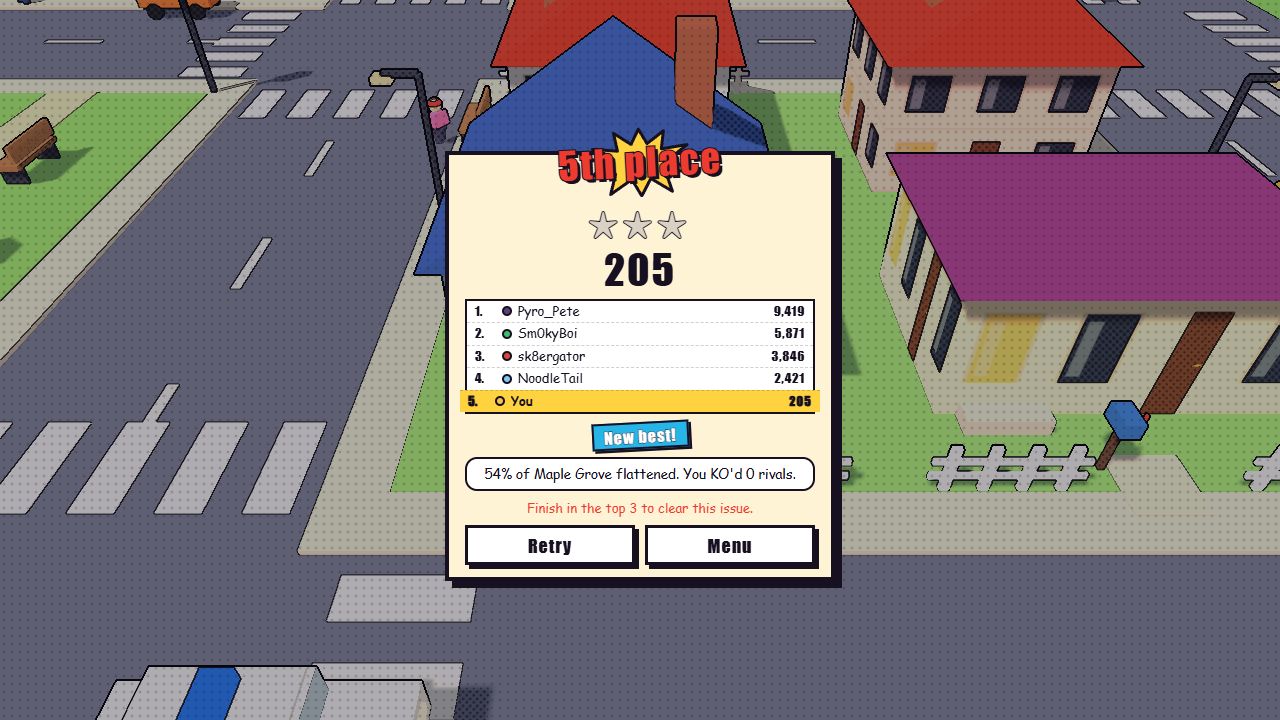 5th place
205
1. Pyro_Pete 9,419
2. Sm0kyBoi 5,871
3. sk8ergator 3,846
4. NoodleTail 2,421
5. You 205
New best!
54% of Maple Grove flattened. You KO'd 0 rivals.
Finish in the top 3 to clear this issue.
Retry Menu